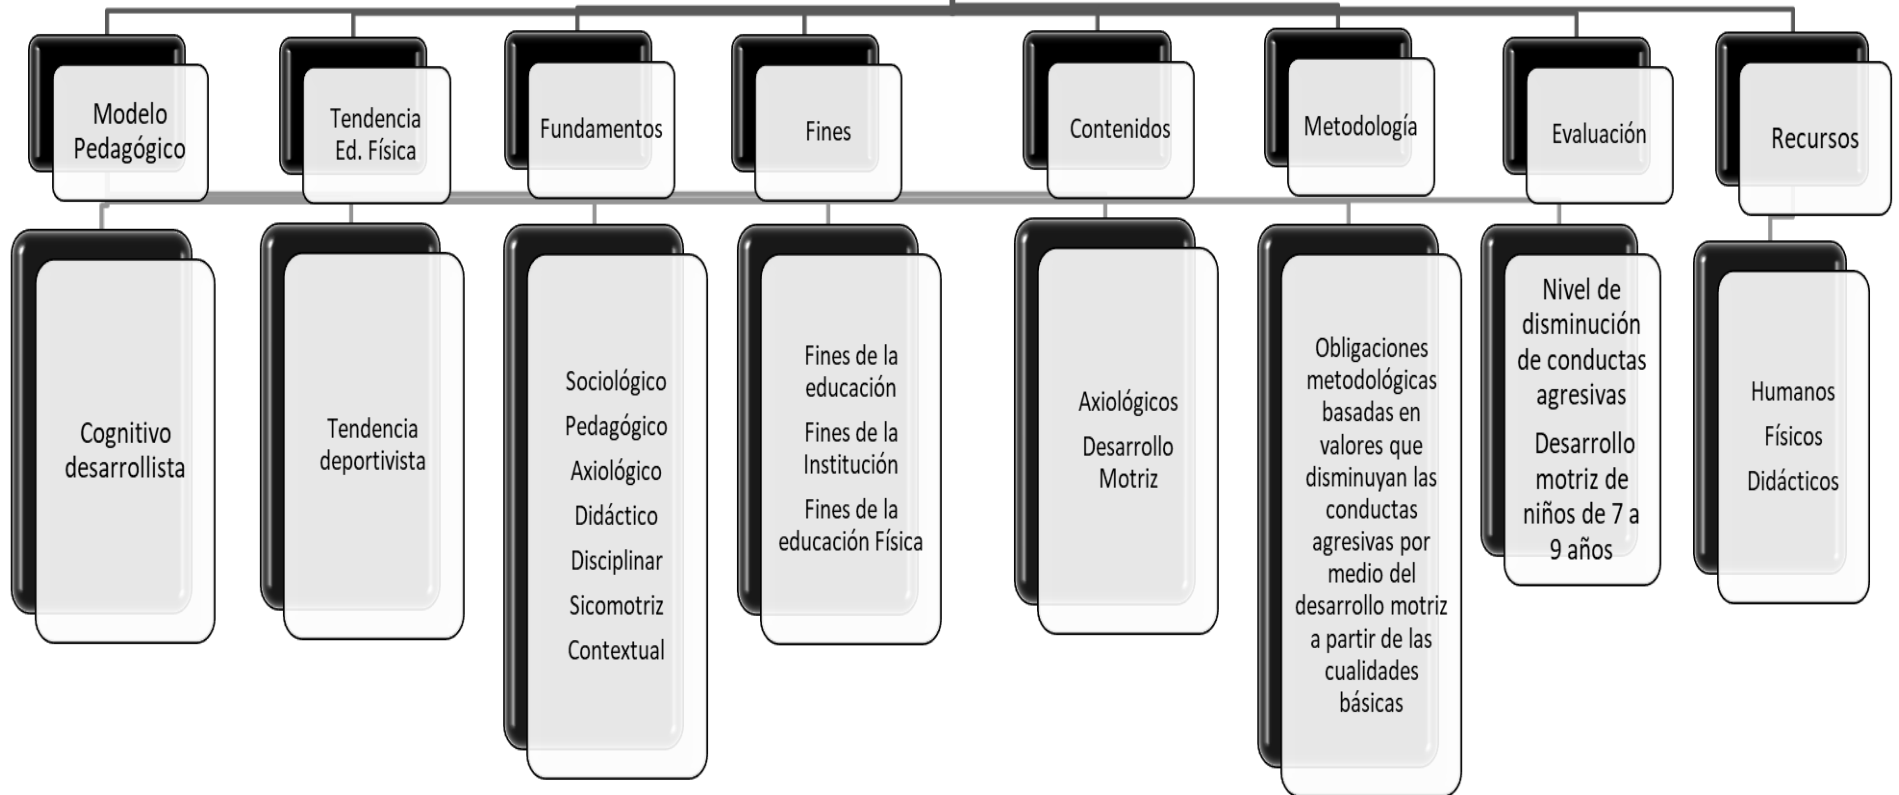 Modelo
Pedagógico
Tendencia
Ed. Física
Fundamentos
Fines
Contenidos
Metodología
Evaluación
Recursos
Cognitivo
desarrollista
Tendencia
deportivista
Sociológico
Pedagógico
Axiológico
Didáctico
Disciplinar
Sicomotriz
Contextual
Fines de la
educación
Fines de la
Institución
Fines de la
educación Física
Axiológicos
Desarrollo
Motriz
Obligaciones
metodológicas
basadas en
valores que
disminuyan las
conductas
agresivas por
medio del
desarrollo motriz
a partir de las
cualidades
básicas
Nivel de
disminución
de conductas
agresivas
Desarrollo
motriz de
niños de 7 a
9 años
Humanos
Físicos
Didácticos